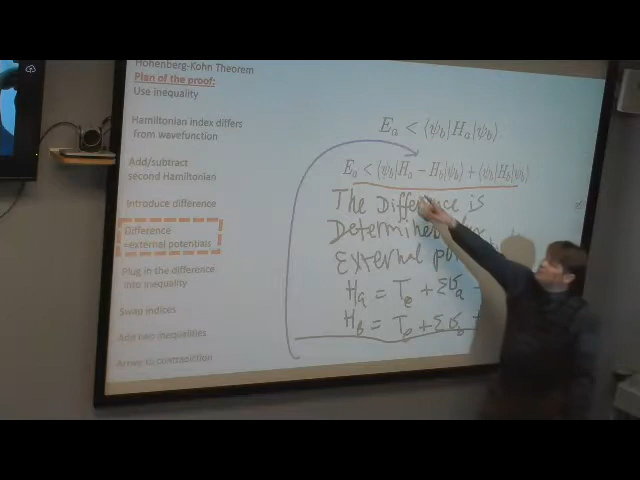 Hohenberg-Kohn Theorem
Plan of the proof:
Use inequality
Hamiltonian index differs
from wavefunction
Add/subtract
second Hamiltonian
Introduce difference
Difference
=external potentials
Plug in the difference
into inequality
Swap indices
Add two inequalities
Arrive to contradiction
E_a < ⟨ψ_b|H_a|ψ_b⟩
E_a < ⟨ψ_b|H_a − H_b|ψ_b⟩ + ⟨ψ_b|H_b|ψ_b⟩
The Difference is
Determined
External
H_a = T_e + Σ v_a
H_b = T_e + Σ v_b